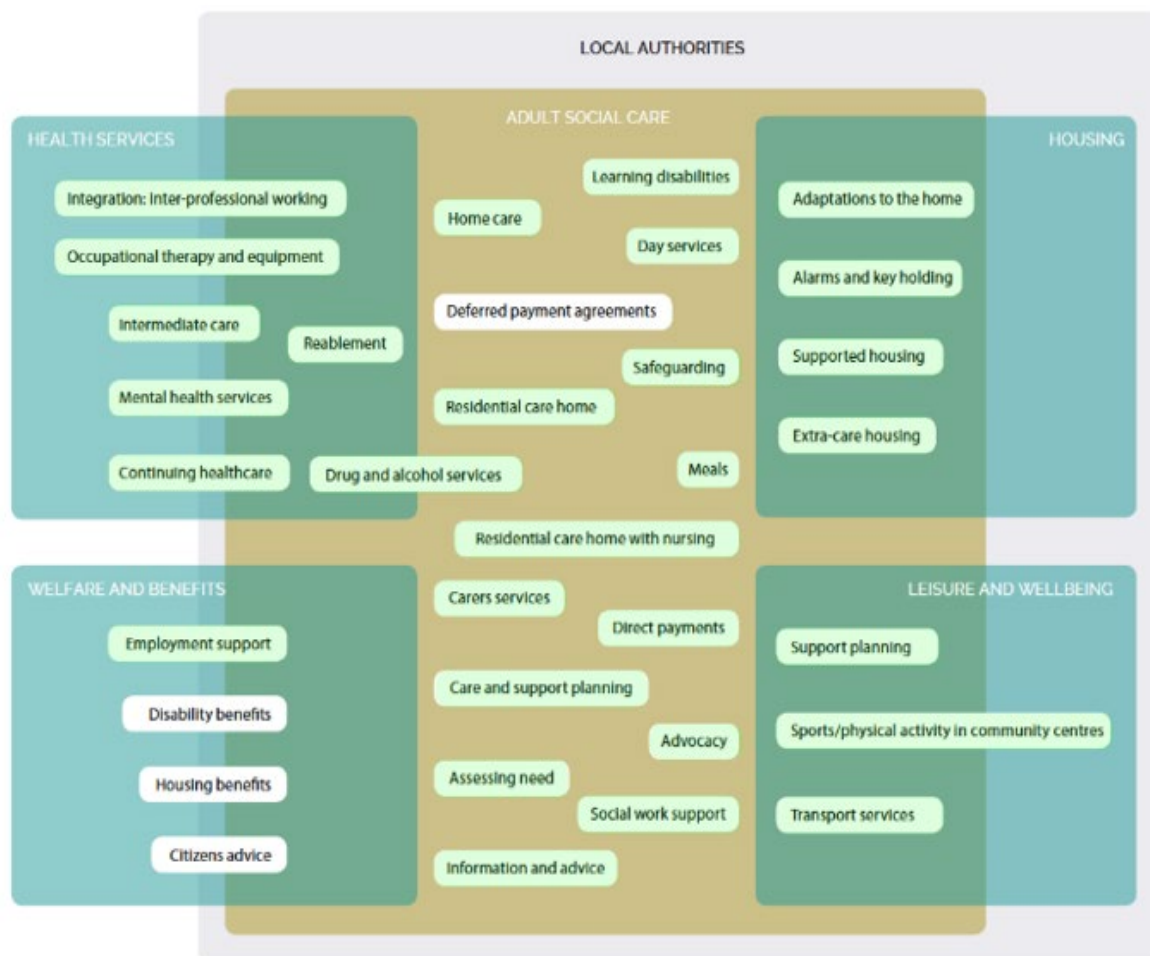 LOCAL AUTHORITIES
ADULT SOCIAL CARE
HEALTH SERVICES
Integration: Inter-professional working
Occupational therapy and equipment
Intermediate care
Reablement
Mental health services
Continuing healthcare
Drug and alcohol services
Learning disabilities
Home care
Day services
Deferred payment agreements
Safeguarding
Residential care home
Meals
Residential care home with nursing
Carers services
Direct payments
Care and support planning
Advocacy
Assessing need
Social work support
Information and advice
HOUSING
Adaptations to the home
Alarms and key holding
Supported housing
Extra-care housing
WELFARE AND BENEFITS
Employment support
Disability benefits
Housing benefits
Citizens advice
LEISURE AND WELLBEING
Support planning
Sports/physical activity in community centres
Transport services